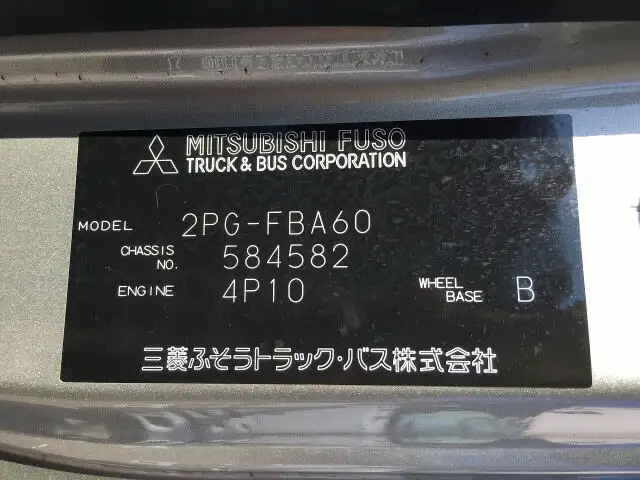 MITSUBISHI FUSO
TRUCK & BUS CORPORATION
MODEL 2PG-FBA60
CHASSIS NO. 584582
ENGINE 4P10 WHEEL BASE B
三菱ふそうトラック・バス株式会社